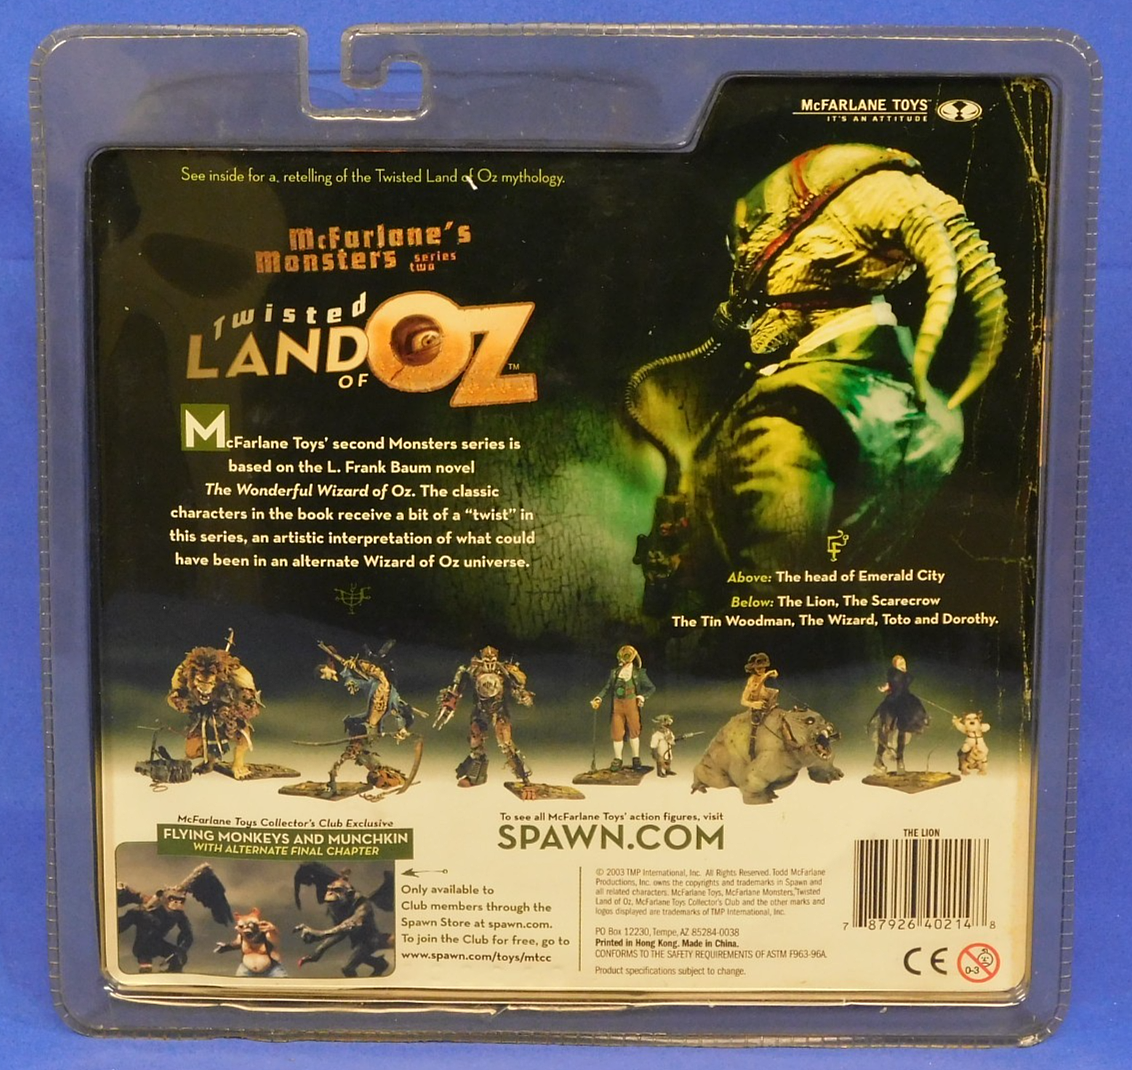 McFARLANE TOYS
IT'S AN ATTITUDE
See inside for a retelling of the Twisted Land of Oz mythology.
McFarlane's
Monsters series two
Twisted
LAND OF OZ™
McFarlane Toys' second Monsters series is
based on the L. Frank Baum novel
The Wonderful Wizard of Oz. The classic
characters in the book receive a bit of a “twist” in
this series, an artistic interpretation of what could
have been in an alternate Wizard of Oz universe.
Above: The head of Emerald City
Below: The Lion, The Scarecrow
The Tin Woodman, The Wizard, Toto and Dorothy.
McFarlane Toys Collector's Club Exclusive
FLYING MONKEYS AND MUNCHKIN
WITH ALTERNATE FINAL CHAPTER
Only available to
Club members through the
Spawn Store at spawn.com.
To join the Club for free, go to
www.spawn.com/toys/mtcc
To see all McFarlane Toys' action figures, visit
SPAWN.COM
© 2003 TMP International, Inc. All Rights Reserved. Todd McFarlane
Productions, Inc. owns the copyrights and trademarks in Spawn and
all related characters. McFarlane Toys, McFarlane Monsters, Twisted
Land of Oz, McFarlane Toys Collector's Club and the other marks and
logos displayed are trademarks of TMP International, Inc.
PO Box 12230, Tempe, AZ 85284-0038
Printed in Hong Kong. Made in China.
CONFORMS TO THE SAFETY REQUIREMENTS OF ASTM F963-96A.
Product specifications subject to change.
THE LION
7 87926 40214 8
CE
0-3